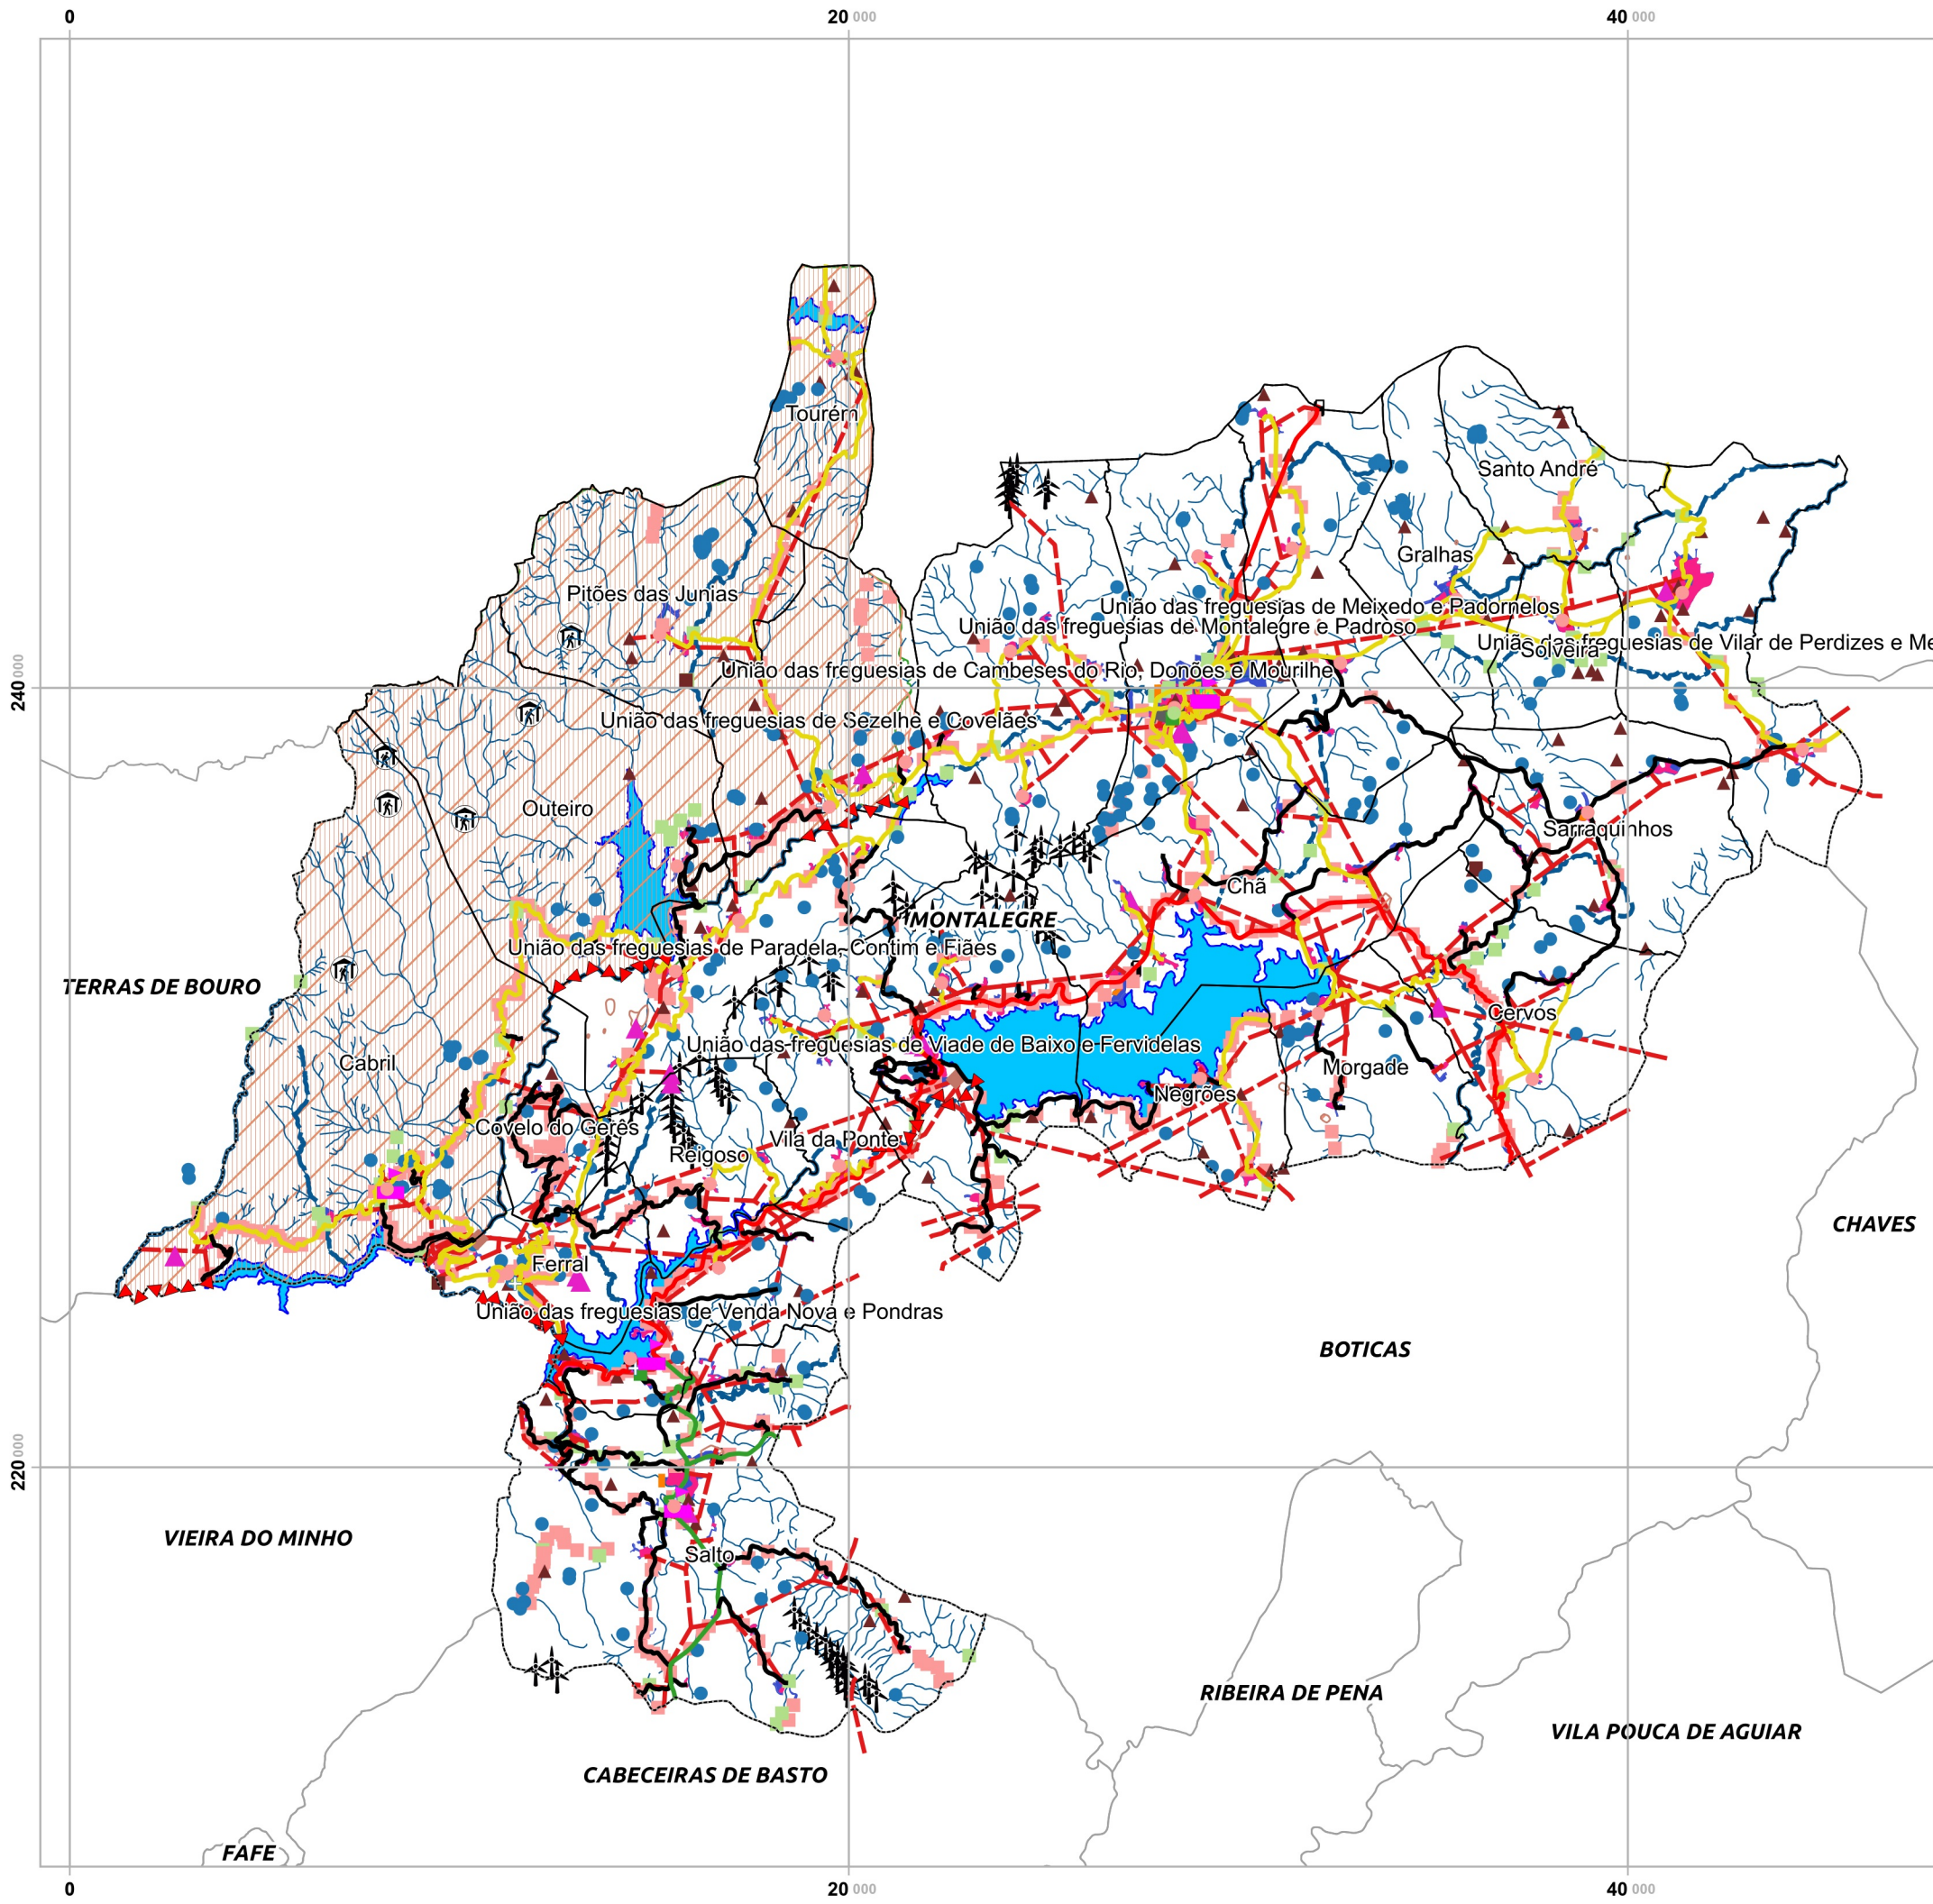 0 20 000 40 000
Tourém
Santo André
Gralhas
Pitões das Junias
União das freguesias de Meixedo e Padornelos
União das freguesias de Montalegre e Padroso
União das freguesias de Vilar de Perdizes e Me
Solveira
União das freguesias de Cambeses do Rio, Donões e Mourilhe
240 000
União das freguesias de Sezelhe e Covelães
Outeiro
Sarraquinhos
Chã
MONTALEGRE
União das freguesias de Paradela, Contim e Fiães
TERRAS DE BOURO
Cervos
União das freguesias de Viade de Baixo e Fervidelas
Cabril
Morgade
Negrões
Covelo do Gerês
Vila da Ponte
Reigoso
CHAVES
Ferral
União das freguesias de Venda Nova e Pondras
BOTICAS
220 000
VIEIRA DO MINHO
Salto
RIBEIRA DE PENA
VILA POUCA DE AGUIAR
CABECEIRAS DE BASTO
FAFE
0 20 000 40 000